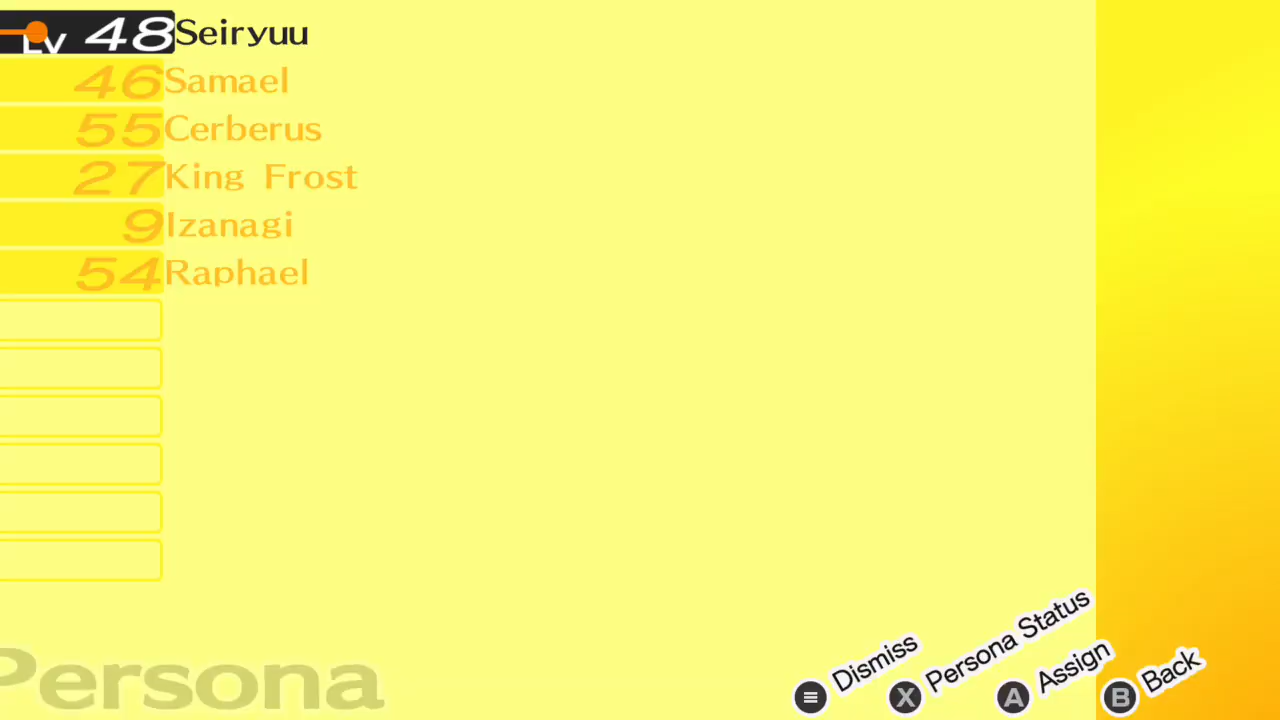 Lv 48 Seiryuu
46 Samael
55 Cerberus
27 King Frost
9 Izanagi
54 Raphael
Persona
Dismiss
X Persona Status
A Assign
B Back